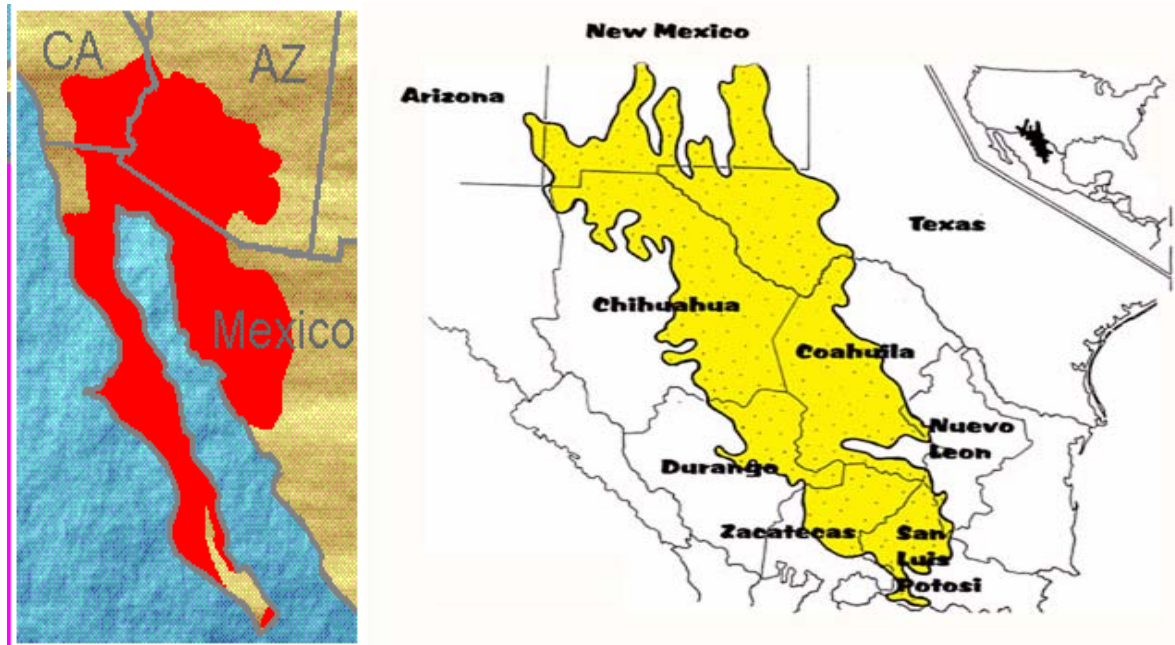 CA
AZ
Mexico
New Mexico
Arizona
Texas
Chihuahua
Coahuila
Nuevo
Leon
Durango
Zacatecas
San
Luis
Potosi